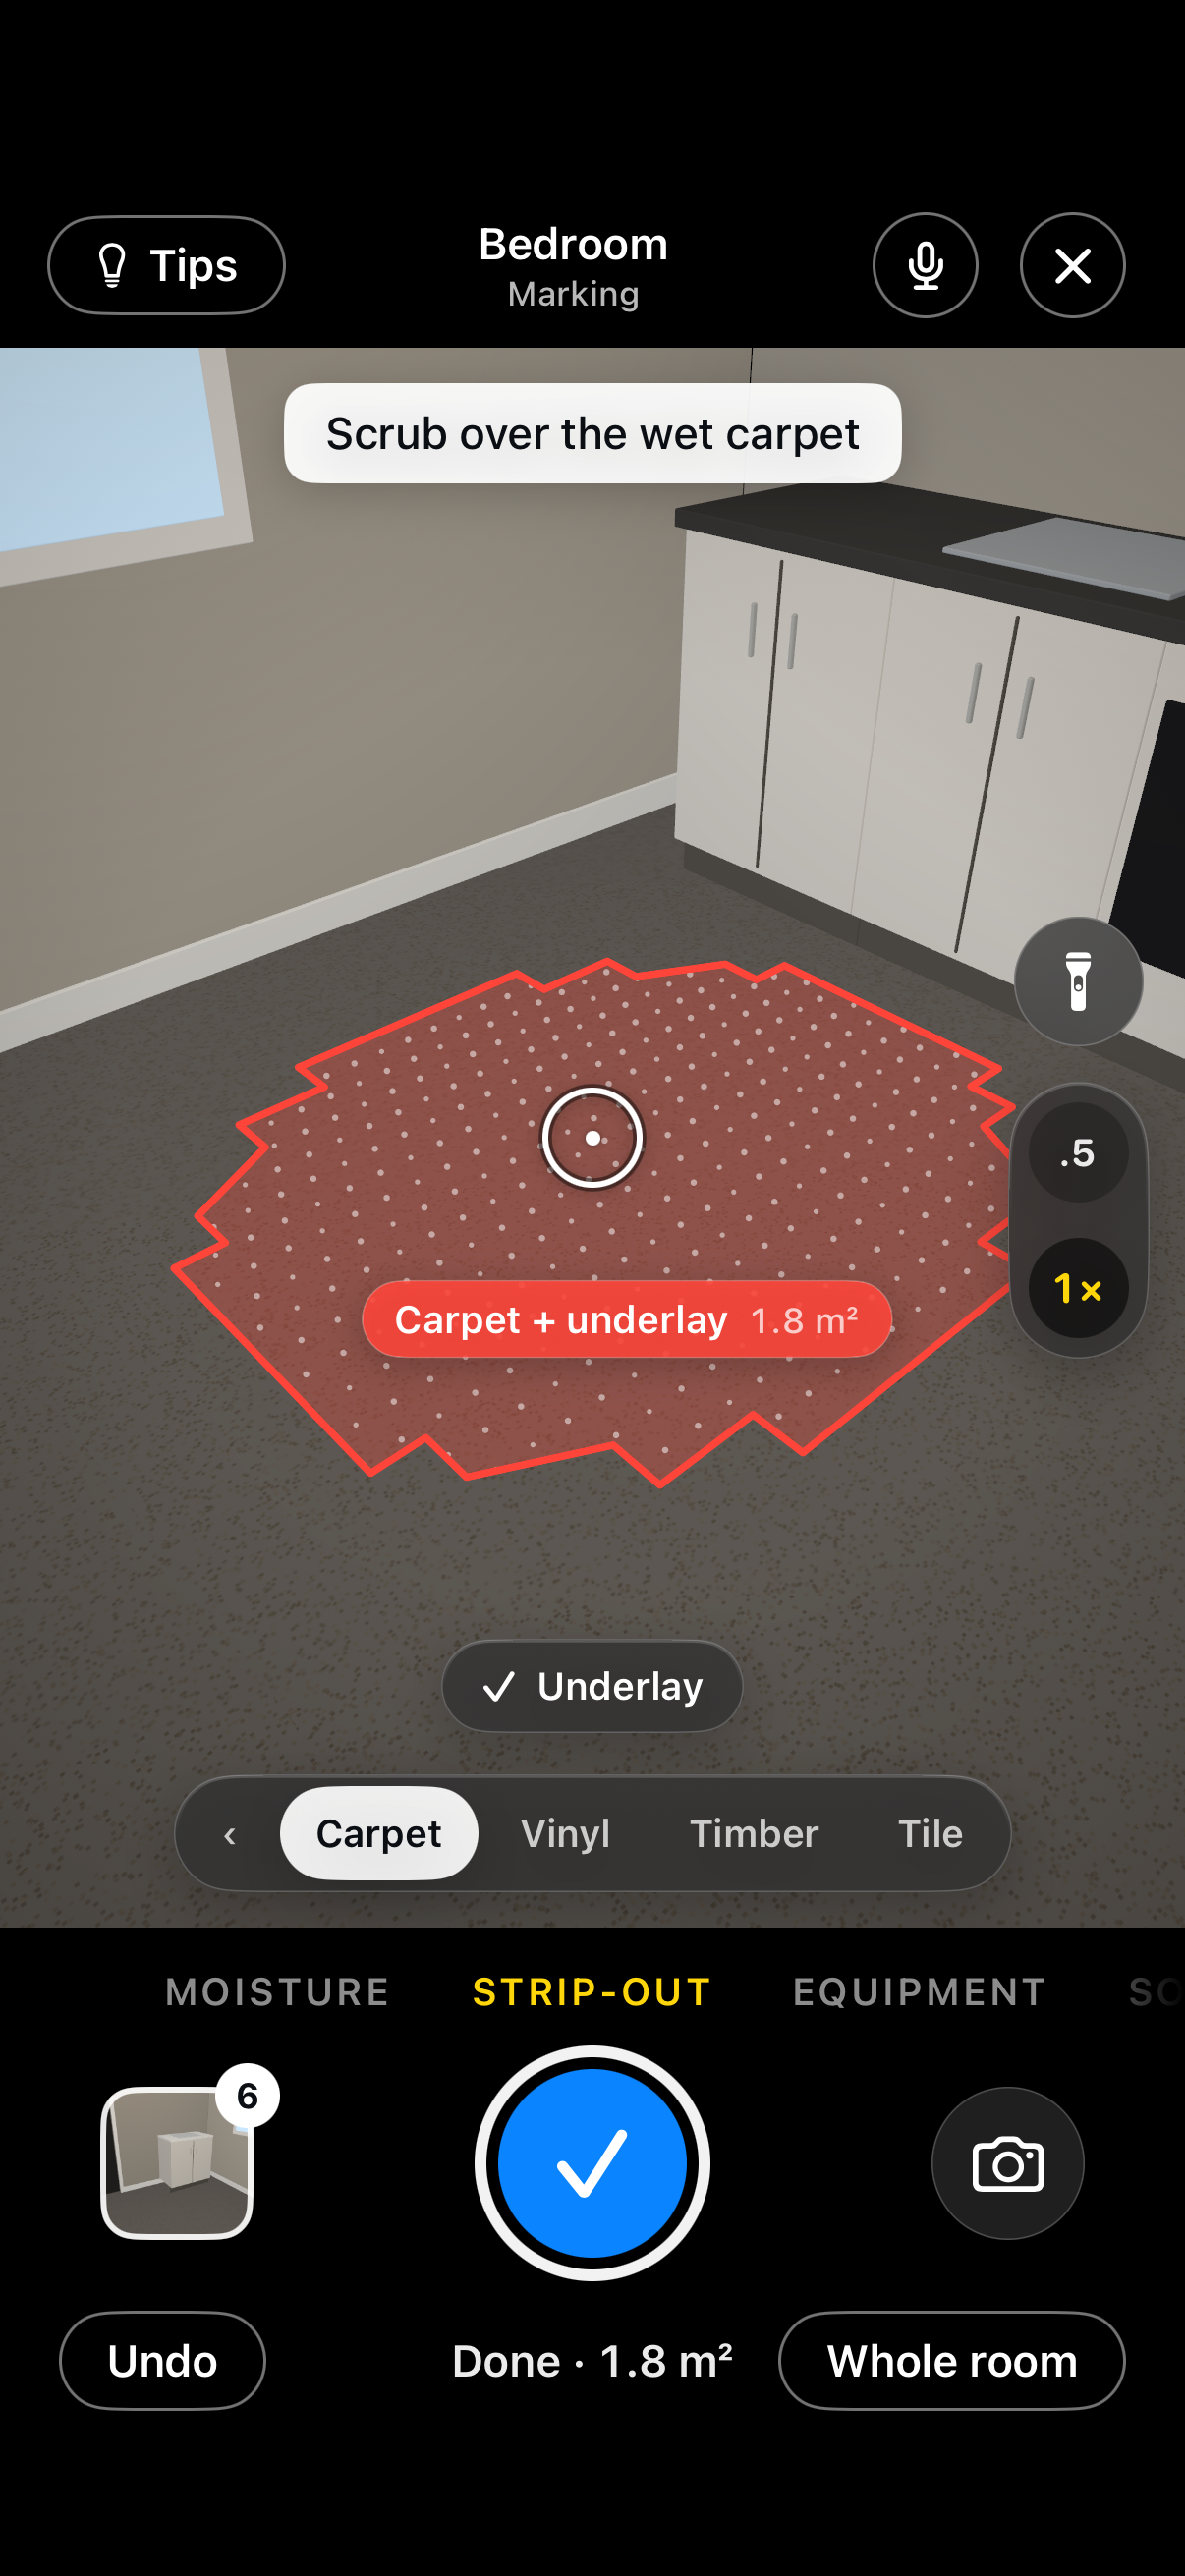 Tips
Bedroom
Marking
Scrub over the wet carpet
.5
1×
Carpet + underlay 1.8 m²
✓ Underlay
‹ Carpet Vinyl Timber Tile
MOISTURE STRIP-OUT EQUIPMENT
6
Undo Done · 1.8 m² Whole room